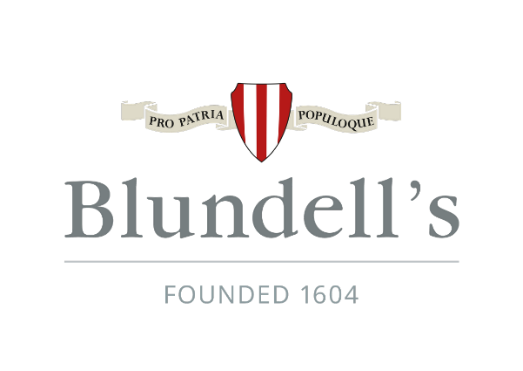 PRO PATRIA POPULOQUE
Blundell's
FOUNDED 1604